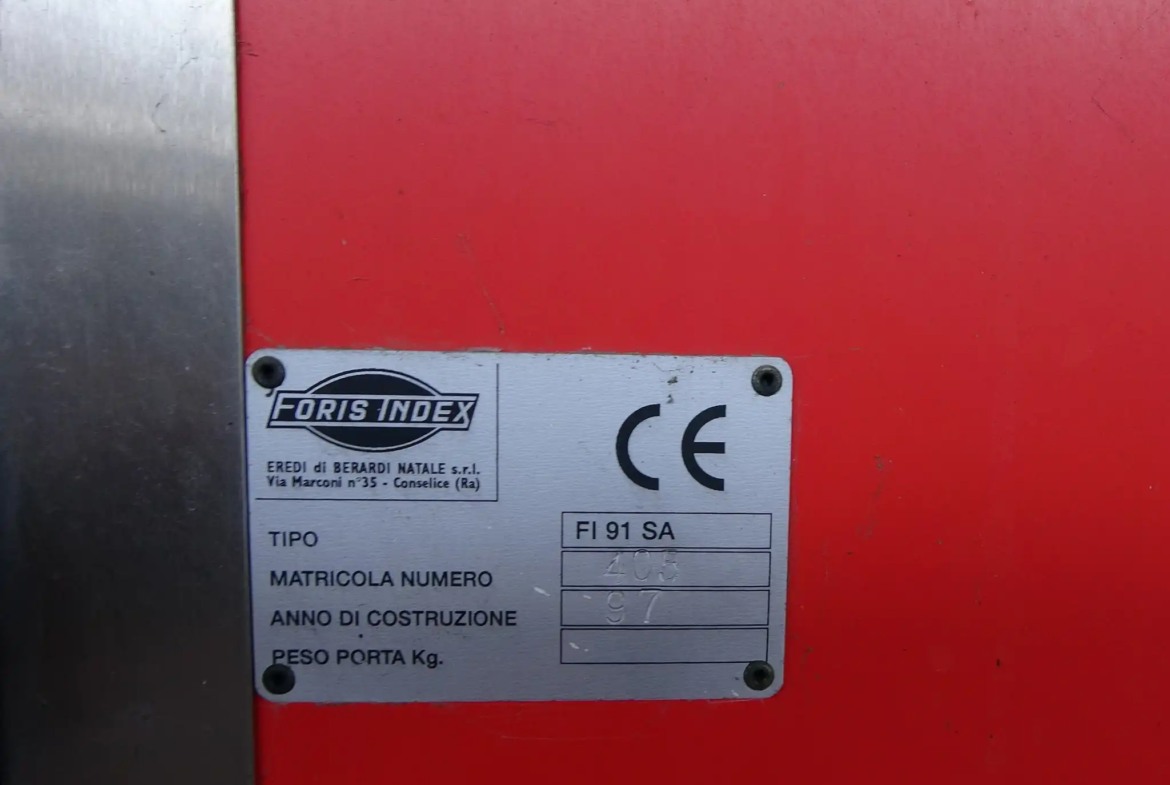 FORIS INDEX
EREDI di BERARDI NATALE s.r.l.
Via Marconi n°35 - Conselice (Ra)
CE
TIPO FI 91 SA
MATRICOLA NUMERO
ANNO DI COSTRUZIONE 97
PESO PORTA Kg.